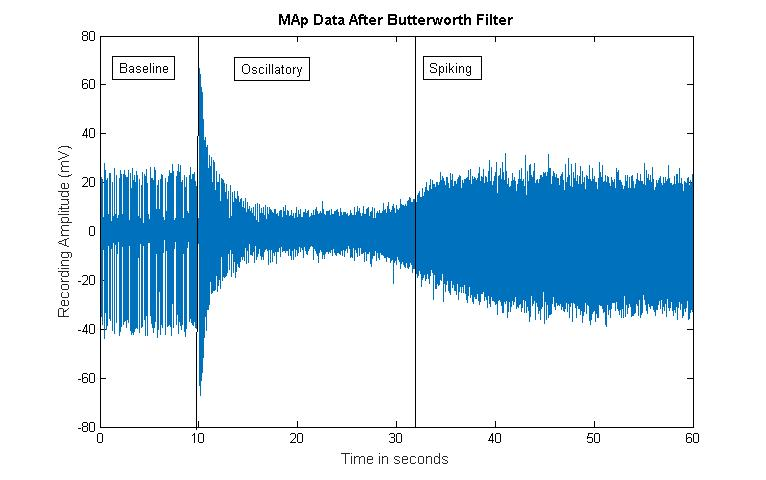 MAp Data After Butterworth Filter
Baseline
Oscillatory
Spiking
Recording Amplitude (mV)
80
60
40
20
0
-20
-40
-60
-80
0 10 20 30 40 50 60
Time in seconds